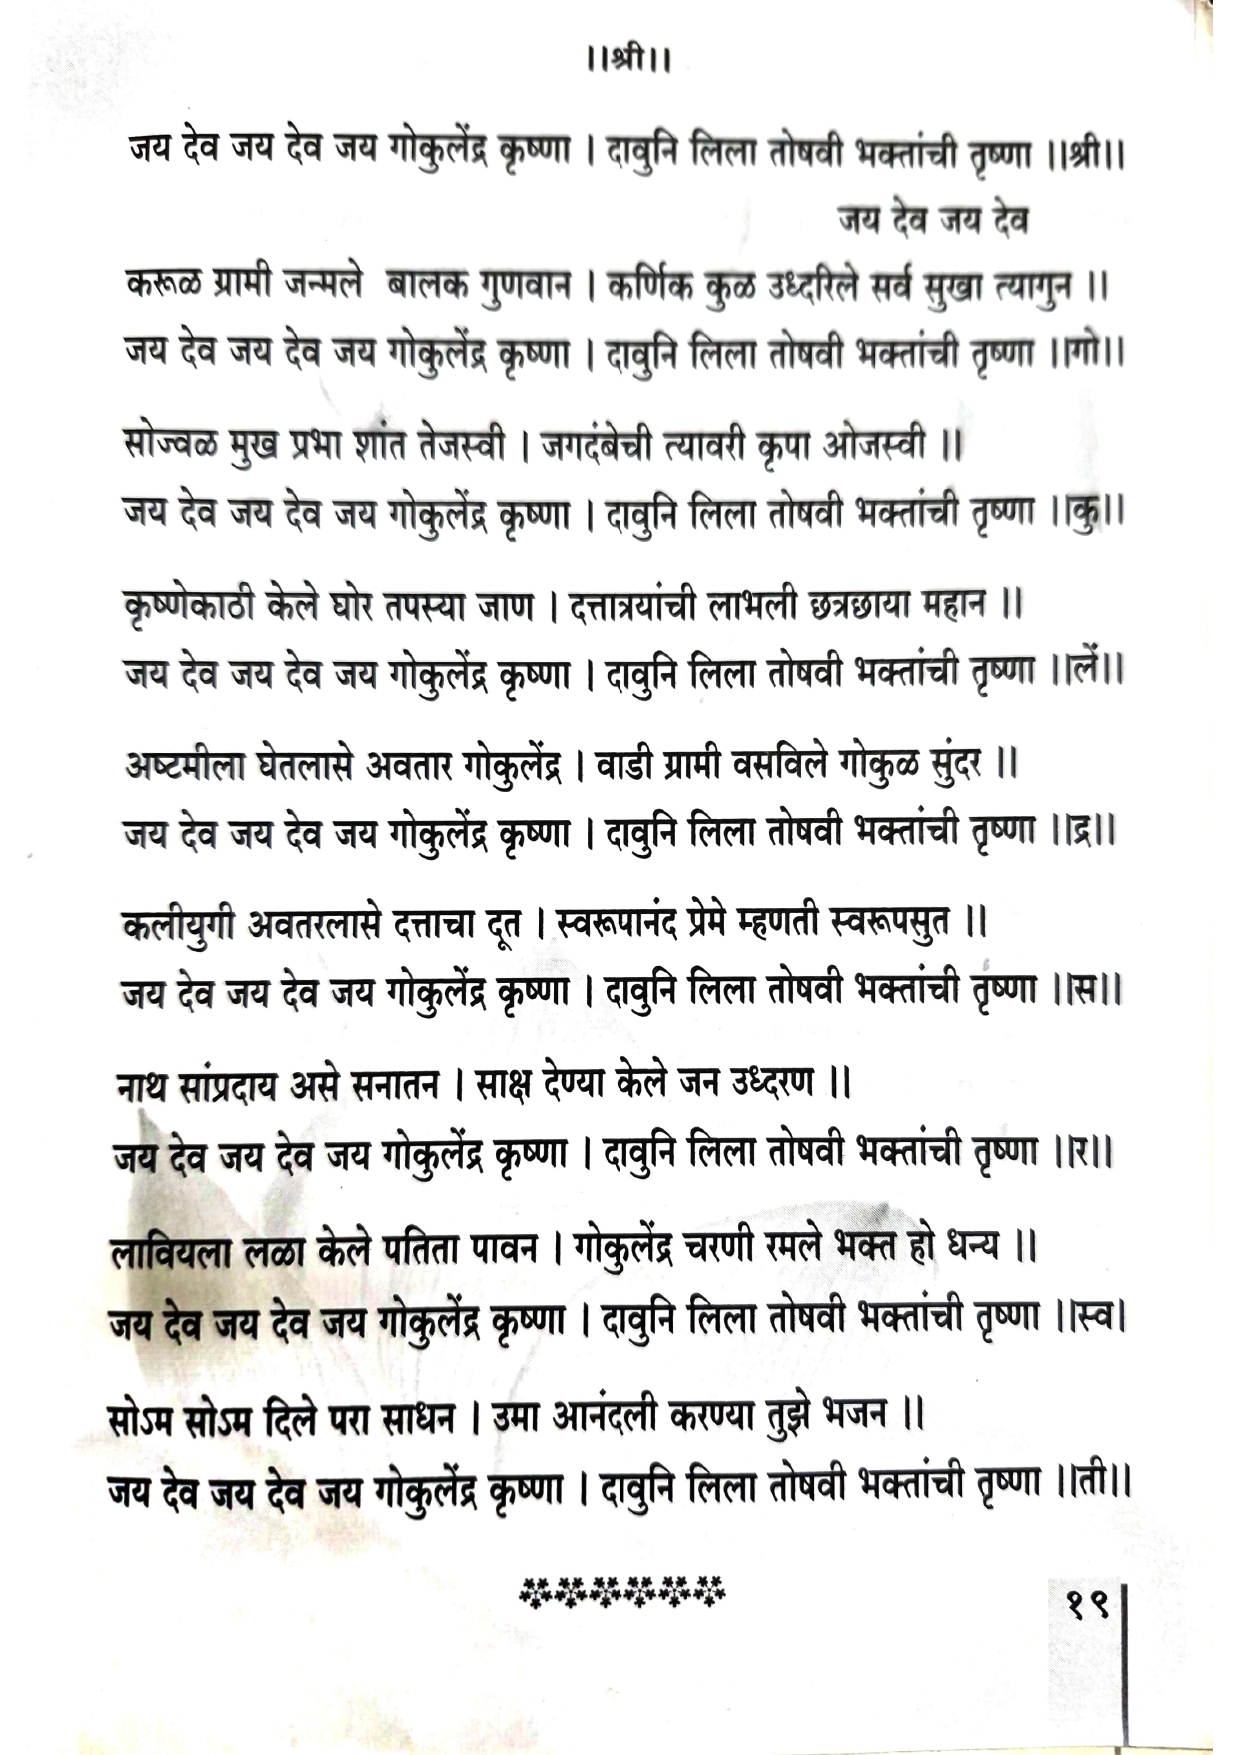 ।।श्री।।
जय देव जय देव जय गोकुलेंद्र कृष्णा । दावुनि लिला तोषवी भक्तांची तृष्णा ।।श्री।।
जय देव जय देव
करूळ ग्रामी जन्मले बालक गुणवान । कर्णिक कुळ उध्दरिले सर्व सुखा त्यागुन ।।
जय देव जय देव जय गोकुलेंद्र कृष्णा । दावुनि लिला तोषवी भक्तांची तृष्णा ।।गो।।
सोज्वळ मुख प्रभा शांत तेजस्वी । जगदंबेची त्यावरी कृपा ओजस्वी ।।
जय देव जय देव जय गोकुलेंद्र कृष्णा । दावुनि लिला तोषवी भक्तांची तृष्णा ।।कु।।
कृष्णेकाठी केले घोर तपस्या जाण । दत्तात्रयांची लाभली छत्रछाया महान ।।
जय देव जय देव जय गोकुलेंद्र कृष्णा । दावुनि लिला तोषवी भक्तांची तृष्णा ।।लें।।
अष्टमीला घेतलासे अवतार गोकुलेंद्र । वाडी ग्रामी वसविले गोकुळ सुंदर ।।
जय देव जय देव जय गोकुलेंद्र कृष्णा । दावुनि लिला तोषवी भक्तांची तृष्णा ।।द्र।।
कलीयुगी अवतरलासे दत्ताचा दूत । स्वरूपानंद प्रेमे म्हणती स्वरूपसुत ।।
जय देव जय देव जय गोकुलेंद्र कृष्णा । दावुनि लिला तोषवी भक्तांची तृष्णा ।।स।।
नाथ सांप्रदाय असे सनातन । साक्ष देण्या केले जन उध्दरण ।।
जय देव जय देव जय गोकुलेंद्र कृष्णा । दावुनि लिला तोषवी भक्तांची तृष्णा ।।र।।
लावियला लळा केले पतिता पावन । गोकुलेंद्र चरणी रमले भक्त हो धन्य ।।
जय देव जय देव जय गोकुलेंद्र कृष्णा । दावुनि लिला तोषवी भक्तांची तृष्णा ।।स्व।
सोऽम सोऽम दिले परा साधन । उमा आनंदली करण्या तुझे भजन ।।
जय देव जय देव जय गोकुलेंद्र कृष्णा । दावुनि लिला तोषवी भक्तांची तृष्णा ।।ती।।
१९